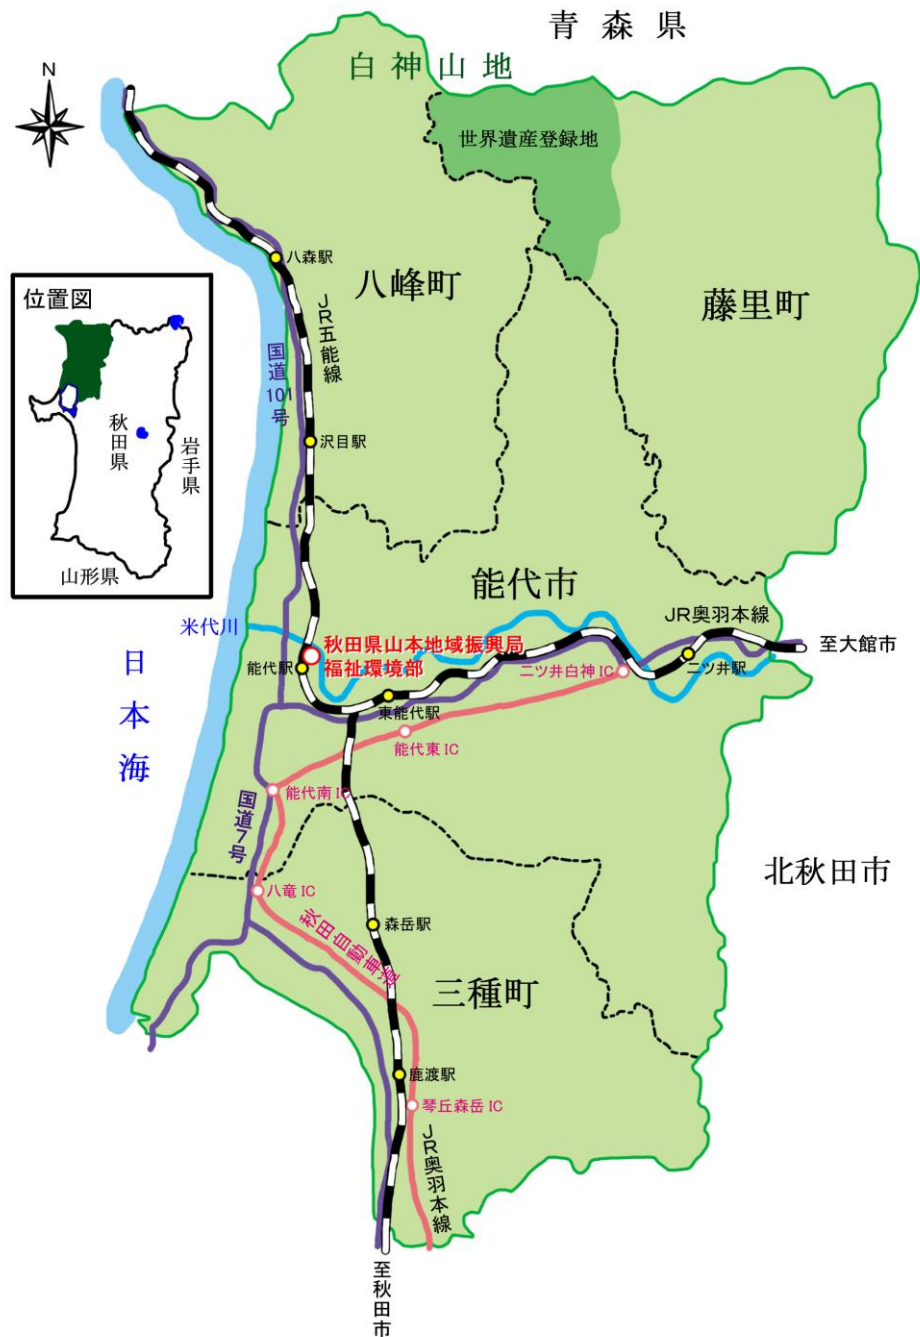 青森県
白神山地
N
世界遺産登録地
八森駅
八峰町
藤里町
位置図
秋田県
岩手県
山形県
JR五能線
国道101号
沢目駅
能代市
米代川
JR奥羽本線
至大館市
秋田県山本地域振興局
福祉環境部
能代駅
二ツ井白神IC
二ツ井駅
日本海
東能代駅
能代東IC
能代南IC
国道7号
北秋田市
八竜IC
森岳駅
秋田自動車道
三種町
鹿渡駅
琴丘森岳IC
JR奥羽本線
至秋田市